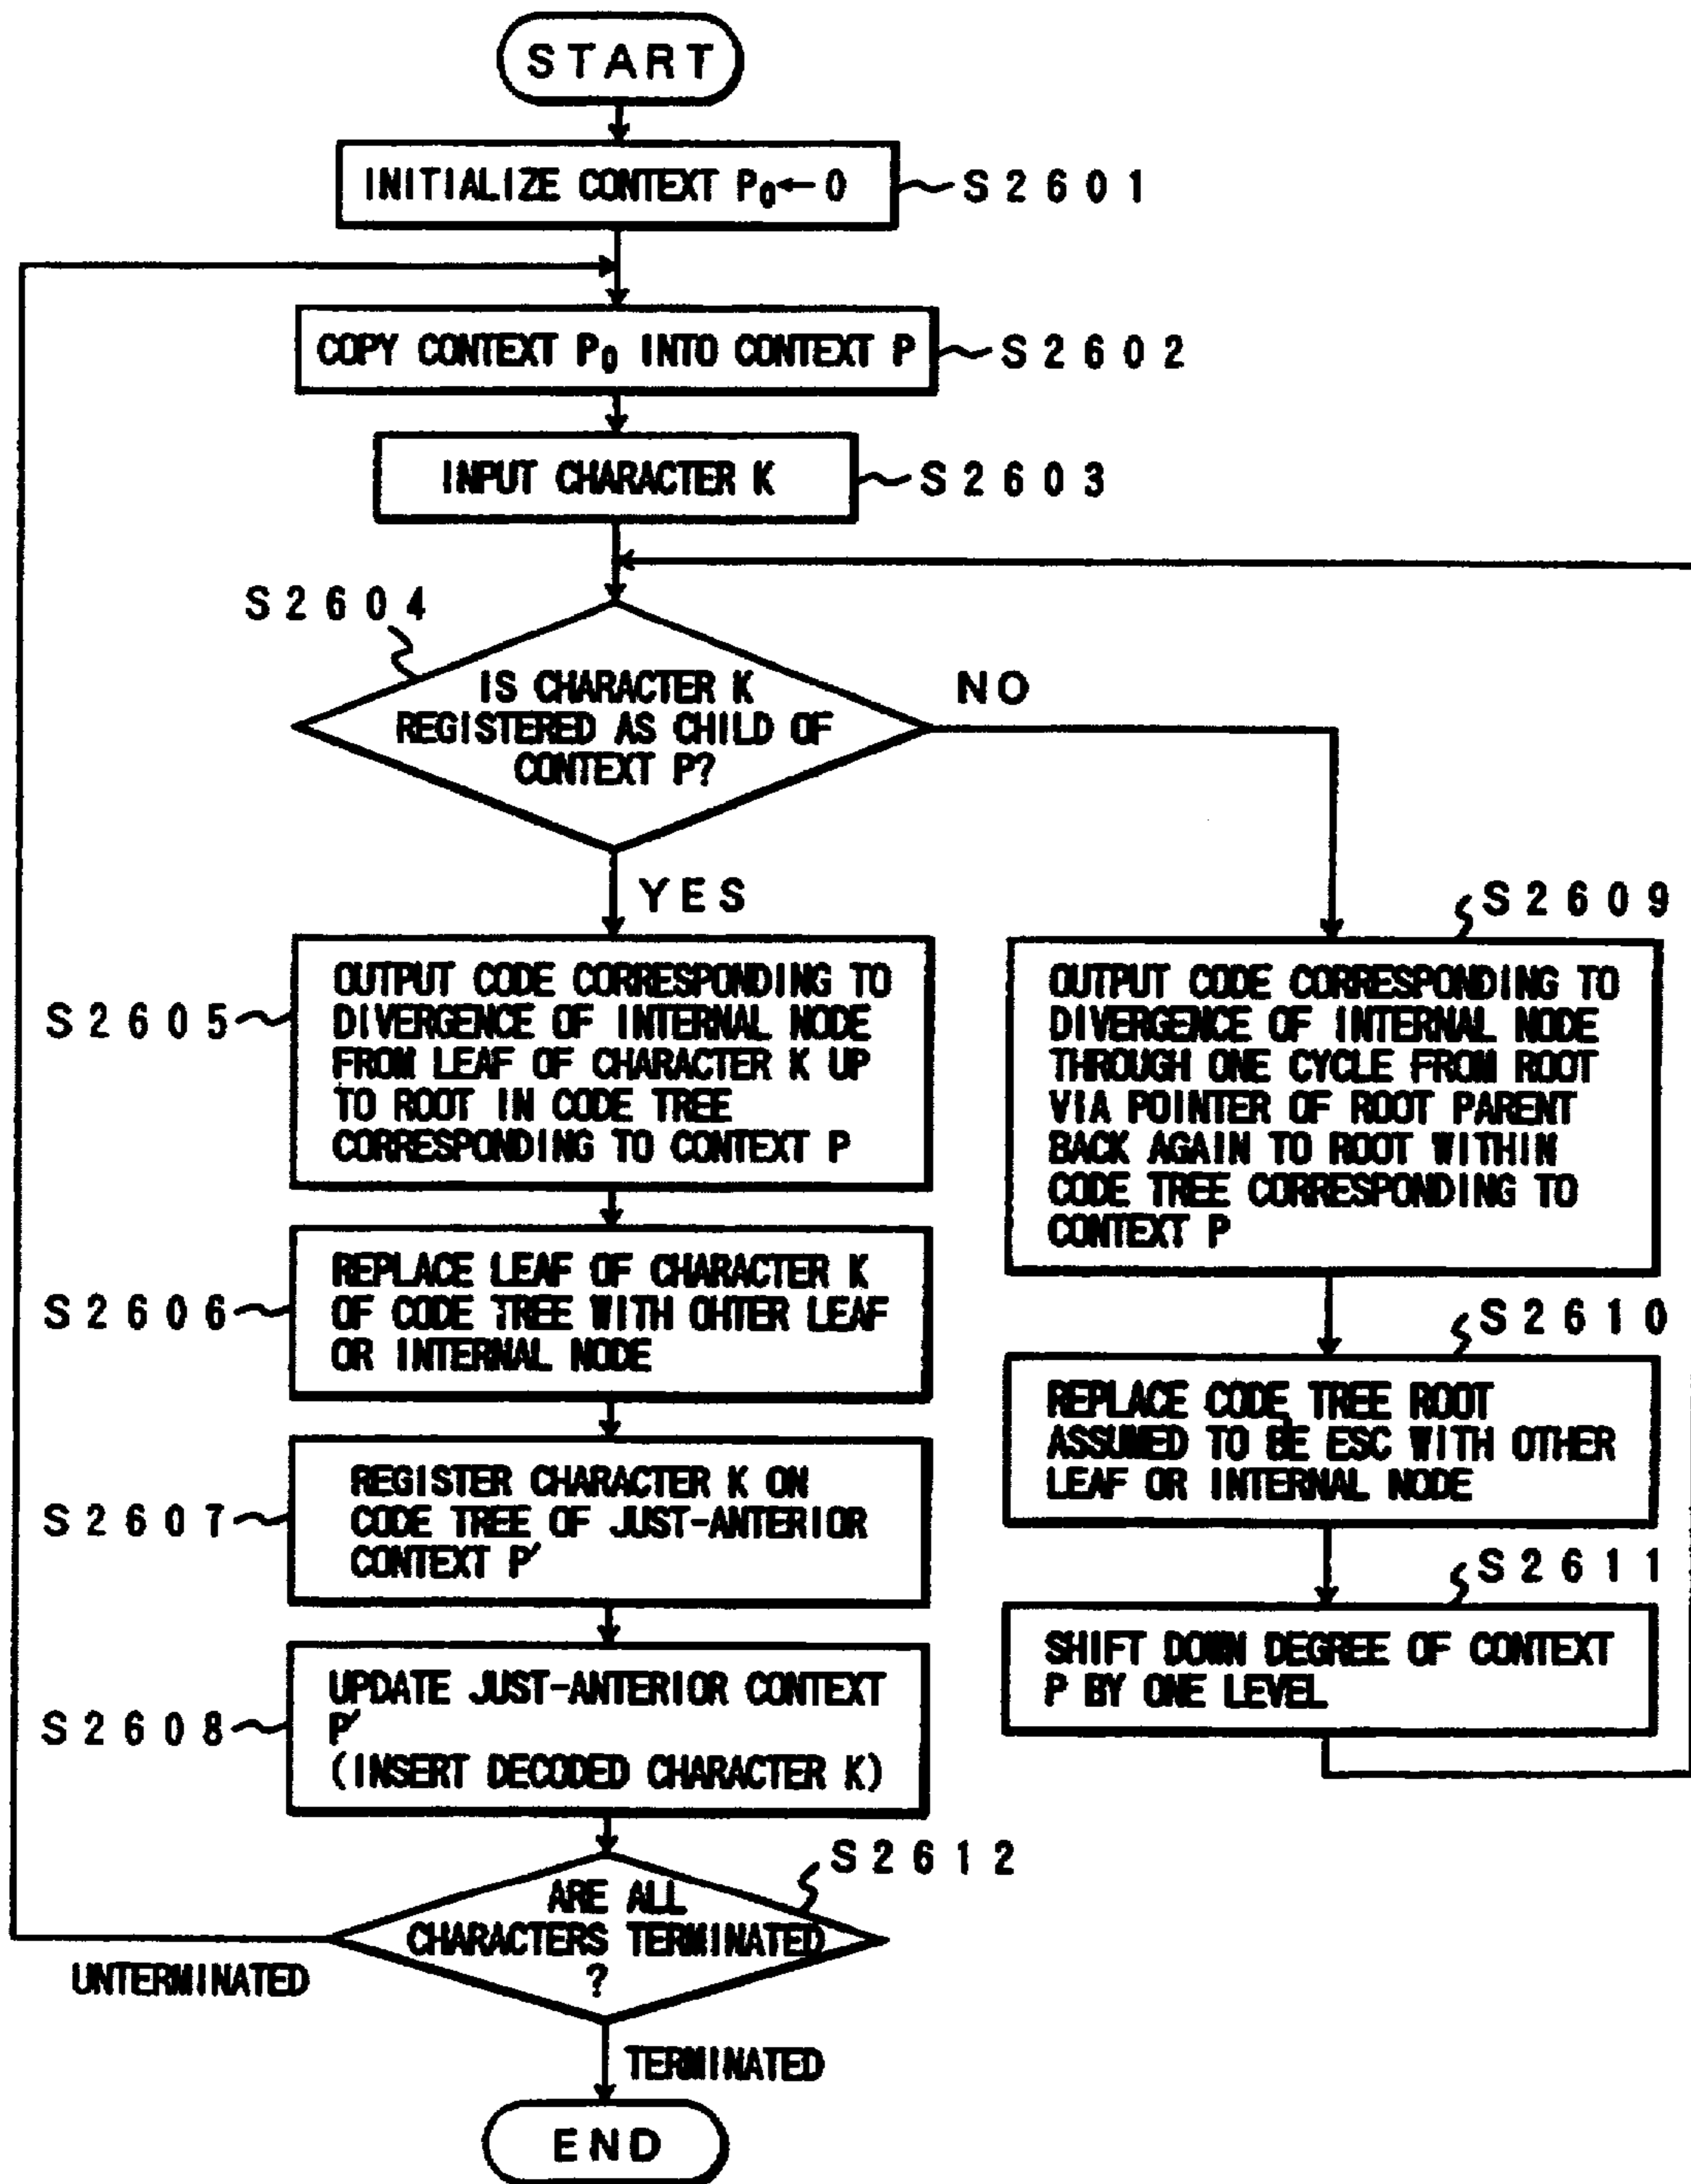 START
INITIALIZE CONTEXT P₀←0
S2601
COPY CONTEXT P₀ INTO CONTEXT P
S2602
INPUT CHARACTER K
S2603
S2604
IS CHARACTER K
REGISTERED AS CHILD OF
CONTEXT P?
NO
YES
S2605
OUTPUT CODE CORRESPONDING TO
DIVERGENCE OF INTERNAL NODE
FROM LEAF OF CHARACTER K UP
TO ROOT IN CODE TREE
CORRESPONDING TO CONTEXT P
S2606
REPLACE LEAF OF CHARACTER K
OF CODE TREE WITH OHTER LEAF
OR INTERNAL NODE
S2607
REGISTER CHARACTER K ON
CODE TREE OF JUST-ANTERIOR
CONTEXT P′
S2608
UPDATE JUST-ANTERIOR CONTEXT
P′
(INSERT DECODED CHARACTER K)
S2609
OUTPUT CODE CORRESPONDING TO
DIVERGENCE OF INTERNAL NODE
THROUGH ONE CYCLE FROM ROOT
VIA POINTER OF ROOT PARENT
BACK AGAIN TO ROOT WITHIN
CODE TREE CORRESPONDING TO
CONTEXT P
S2610
REPLACE CODE TREE ROOT
ASSUMED TO BE ESC WITH OTHER
LEAF OR INTERNAL NODE
S2611
SHIFT DOWN DEGREE OF CONTEXT
P BY ONE LEVEL
S2612
ARE ALL
CHARACTERS TERMINATED
?
UNTERMINATED
TERMINATED
END